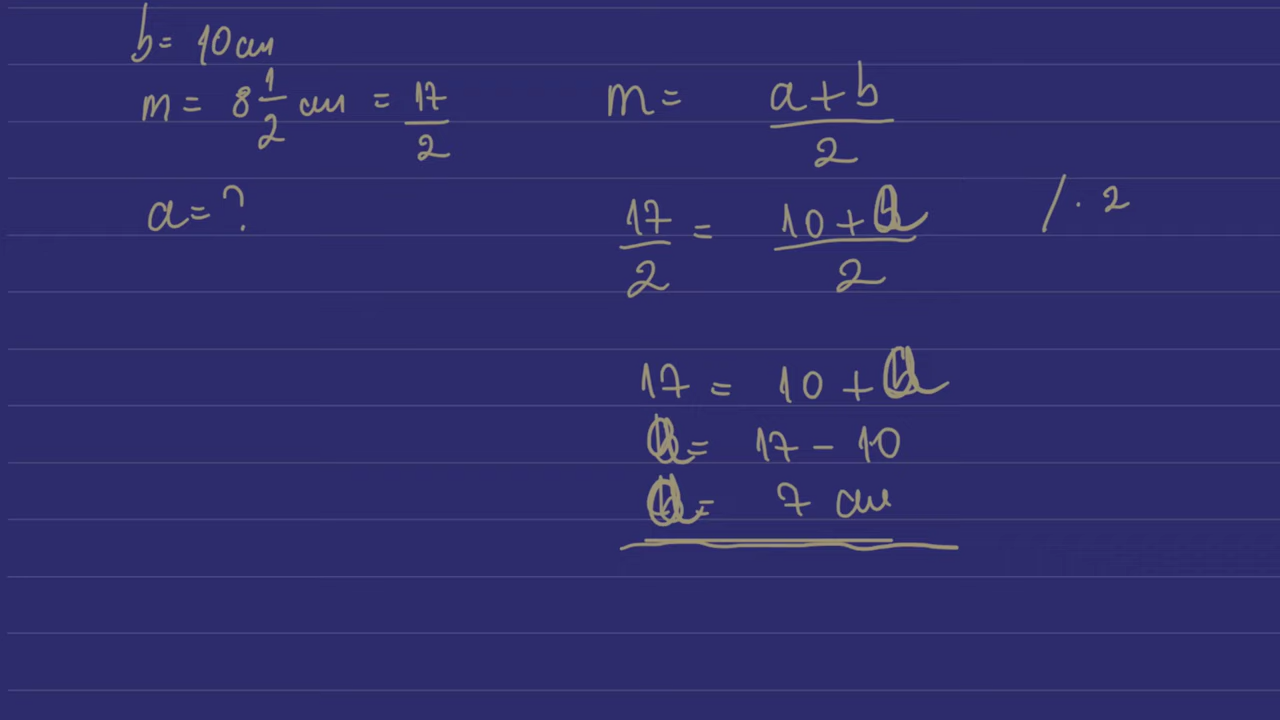 b = 10 cm
m = 8 1/2 cm = 17/2
a = ?
m = (a + b)/2
17/2 = (10 + a)/2 / · 2
17 = 10 + a
a = 17 - 10
a = 7 cm